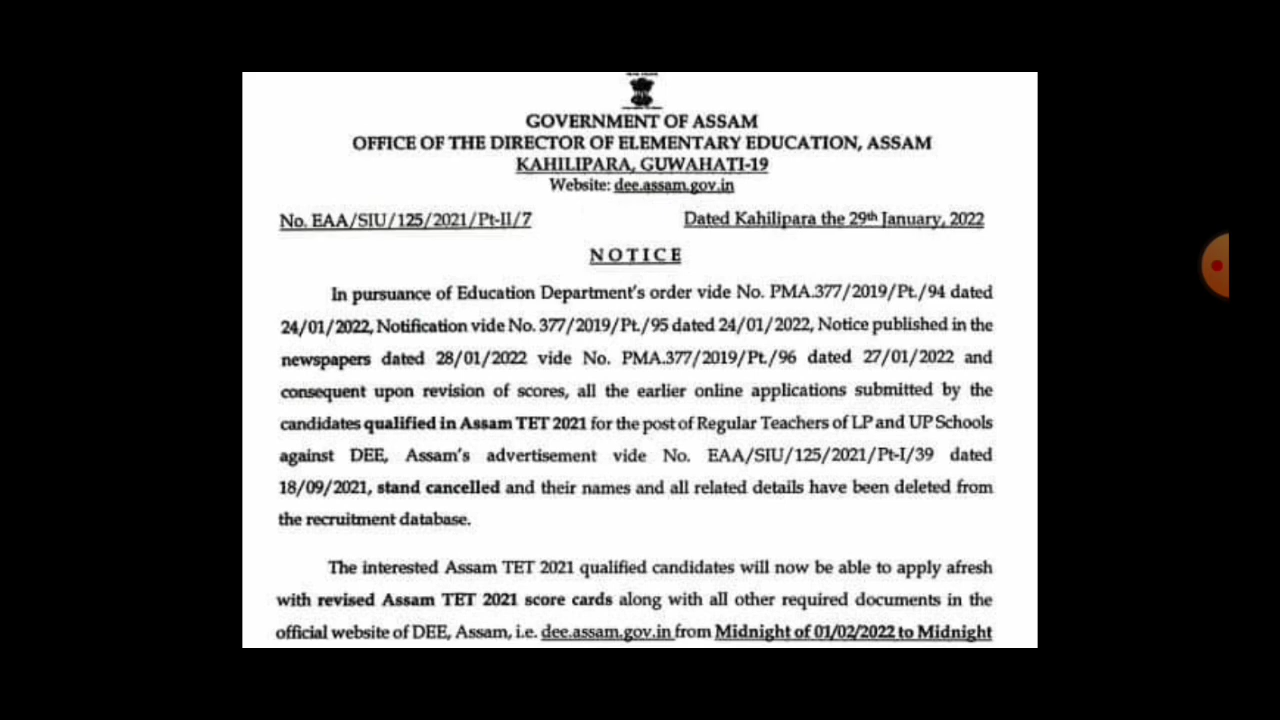 GOVERNMENT OF ASSAM
OFFICE OF THE DIRECTOR OF ELEMENTARY EDUCATION, ASSAM
KAHILIPARA, GUWAHATI-19
Website: dee.assam.gov.in
No. EAA/SIU/125/2021/Pt-II/7 Dated Kahilipara the 29th January, 2022
NOTICE
In pursuance of Education Department's order vide No. PMA.377/2019/Pt./94 dated
24/01/2022, Notification vide No. 377/2019/Pt./95 dated 24/01/2022, Notice published in the
newspapers dated 28/01/2022 vide No. PMA.377/2019/Pt./96 dated 27/01/2022 and
consequent upon revision of scores, all the earlier online applications submitted by the
candidates qualified in Assam TET 2021 for the post of Regular Teachers of LP and UP Schools
against DEE, Assam's advertisement vide No. EAA/SIU/125/2021/Pt-I/39 dated
18/09/2021, stand cancelled and their names and all related details have been deleted from
the recruitment database.
The interested Assam TET 2021 qualified candidates will now be able to apply afresh
with revised Assam TET 2021 score cards along with all other required documents in the
official website of DEE, Assam, i.e. dee.assam.gov.in from Midnight of 01/02/2022 to Midnight